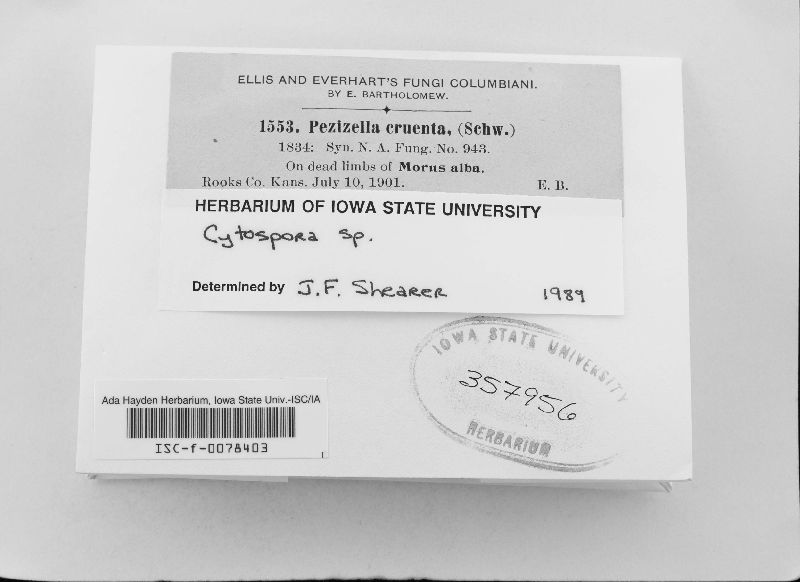 ELLIS AND EVERHART'S FUNGI COLUMBIANI.
BY E. BARTHOLOMEW.
1553. Pezizella cruenta, (Schw.)
1834: Syn. N. A. Fung. No. 943.
On dead limbs of Morus alba.
Rooks Co. Kans. July 10, 1901. E. B.
HERBARIUM OF IOWA STATE UNIVERSITY
Cytospora sp.
Determined by J.F. Shearer 1989
IOWA STATE UNIVERSITY
357956
HERBARIUM
Ada Hayden Herbarium, Iowa State Univ.-ISC/IA
ISC-f-0078403